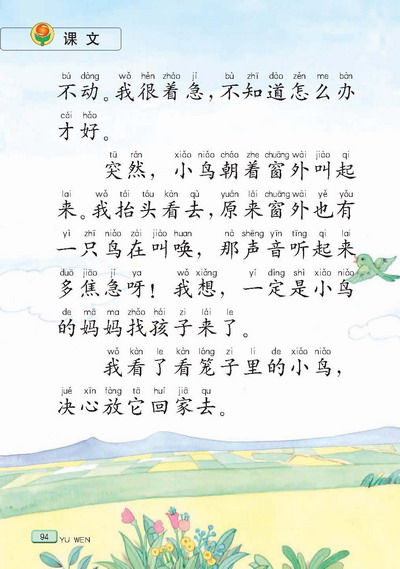 课文
bú dòng wǒ hěn zháo jí bù zhī dào zěn me bàn
不动。我很着急，不知道怎么办
cái hǎo
才好。
tū rán xiǎo niǎo cháo zhe chuāng wài jiào qi
突然，小鸟朝着窗外叫起
lai wǒ tái tóu kàn qù yuán lái chuāng wài yě yǒu
来。我抬头看去，原来窗外也有
yì zhī niǎo zài jiào huan nà shēng yīn tīng qi lai
一只鸟在叫唤，那声音听起来
duō jiāo jí ya wǒ xiǎng yí dìng shì xiǎo niǎo
多焦急呀！我想，一定是小鸟
de mā ma zhǎo hái zi lái le
的妈妈找孩子来了。
wǒ kàn le kàn lóng zi li de xiǎo niǎo
我看了看笼子里的小鸟，
jué xīn fàng tā huí jiā qu
决心放它回家去。
94 YU WEN